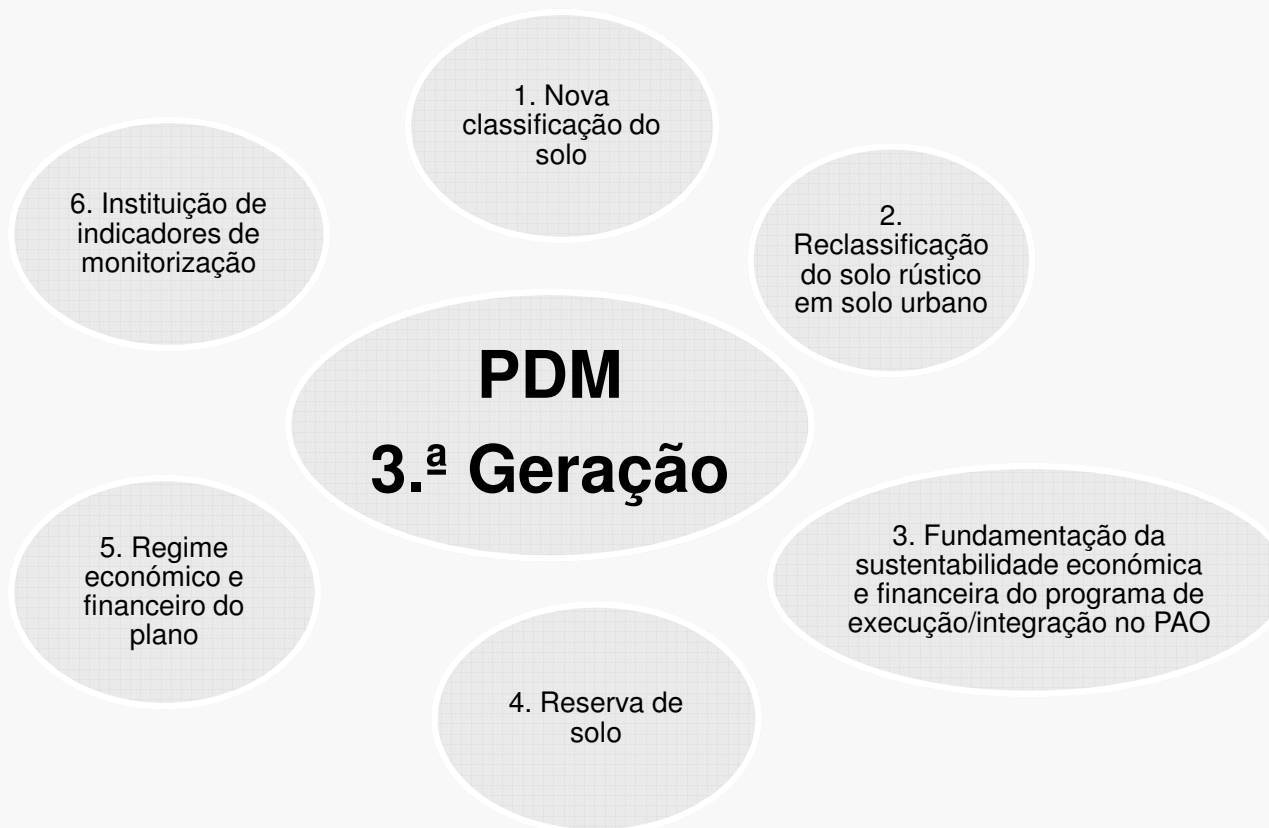 1. Nova
classificação do
solo
2.
Reclassificação
do solo rústico
em solo urbano
3. Fundamentação da
sustentabilidade económica
e financeira do programa de
execução/integração no PAO
4. Reserva de
solo
5. Regime
económico e
financeiro do
plano
6. Instituição de
indicadores de
monitorização
PDM
3.ª Geração